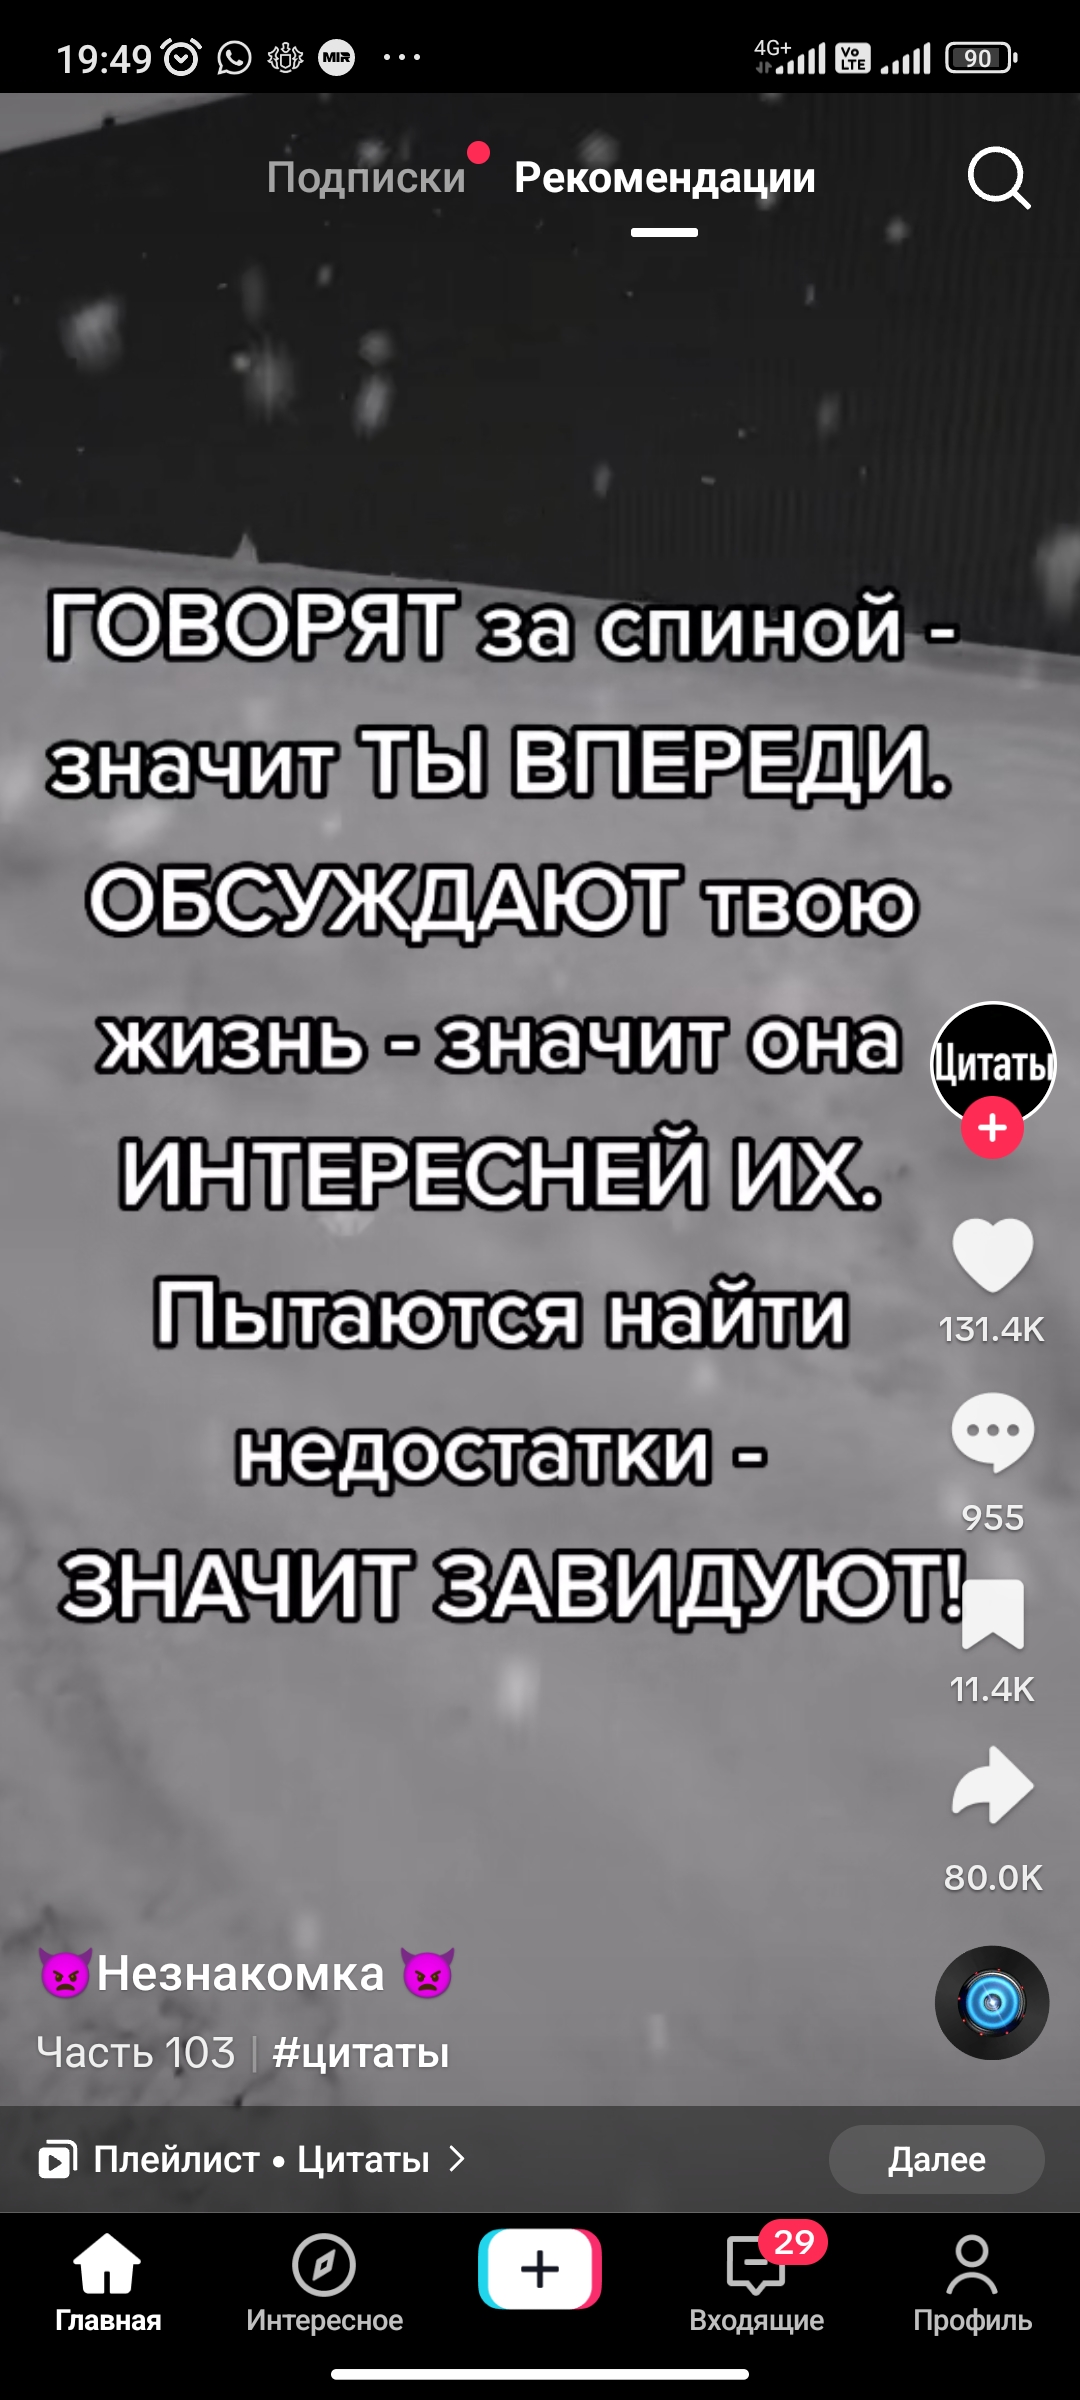 19:49
MIR
4G+
Vo
LTE
90
Подписки
Рекомендации
ГОВОРЯТ за спиной -
значит ТЫ ВПЕРЕДИ.
ОБСУЖДАЮТ твою
жизнь - значит она
ИНТЕРЕСНЕЙ ИХ.
Пытаются найти
недостатки -
ЗНАЧИТ ЗАВИДУЮТ!
Цитаты
131.4K
955
11.4K
80.0K
👿Незнакомка 👿
Часть 103 | #цитаты
Плейлист • Цитаты
Далее
Главная
Интересное
29
Входящие
Профиль